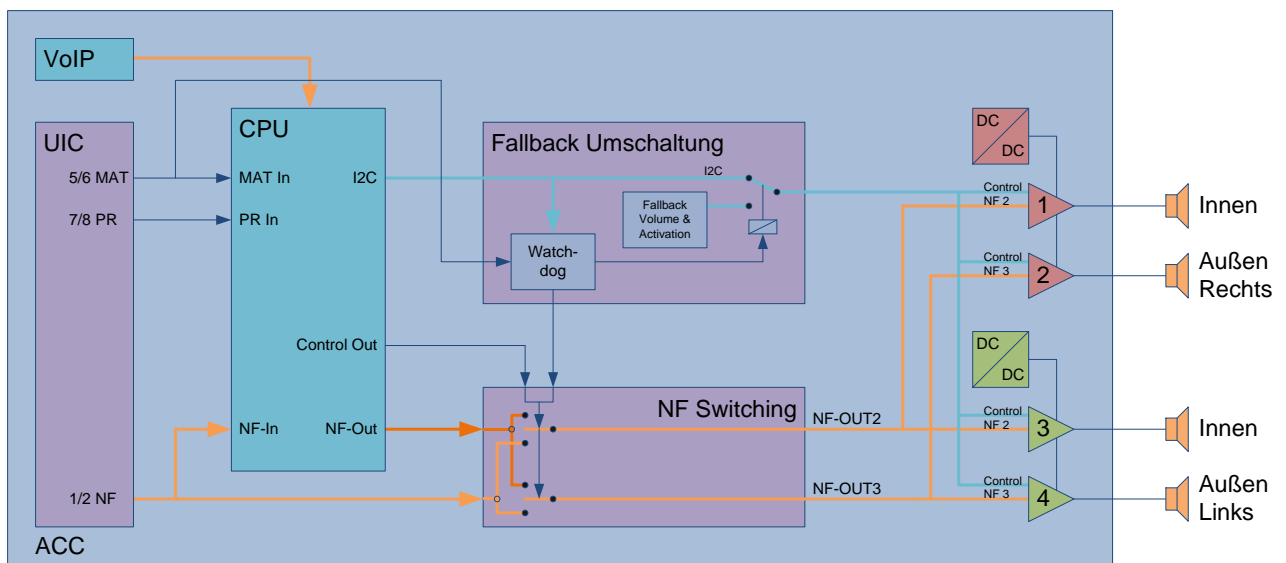 VoIP
UIC
5/6 MAT
7/8 PR
1/2 NF
ACC
CPU
MAT In
I2C
PR In
Control Out
NF-In
NF-Out
Fallback Umschaltung
I2C
Fallback
Volume &
Activation
Watch-
dog
NF Switching
NF-OUT2
NF-OUT3
DC
DC
Control
NF 2
1
Innen
Control
NF 3
2
Außen
Rechts
DC
DC
Control
NF 2
3
Innen
Control
NF 3
4
Außen
Links